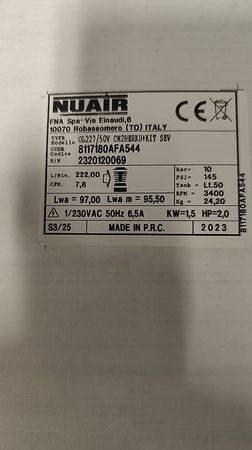 NUAIR
FNA Spa-Via Einaudi,6
10070 Robassomero (TO) ITALY
CE
TYPE
Modello OL227/50V CM2HERKU+KIT SEV
CODE
Codice 8117180AFA544
S/N 2320120069
L/Min. 222,00
CFM. 7,8
bar= 10
PSI= 145
Tank = Lt.50
RPM = 3400
Kg = 24,20
Lwa = 97,00 Lwa m = 95,50
1/230VAC 50Hz 6,5A KW=1,5 HP=2,0
S3/25 MADE IN P.R.C. 2023
8117180AFA544